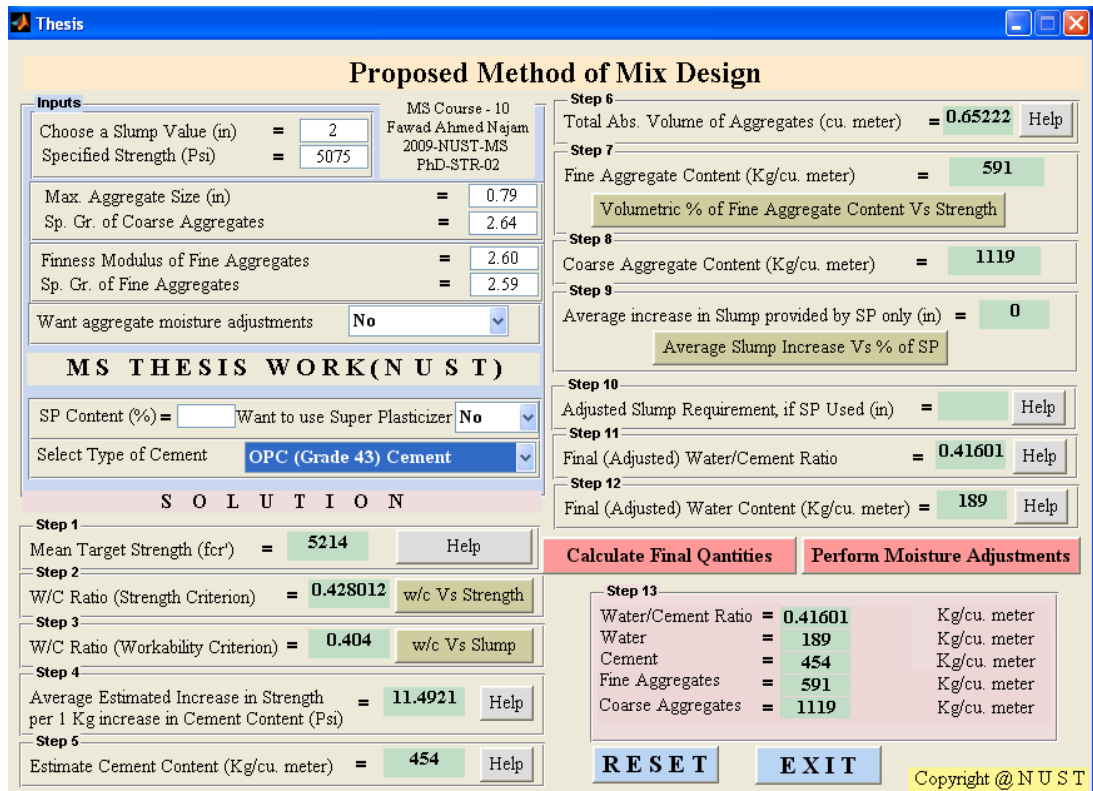 Thesis
Proposed Method of Mix Design
Inputs
Choose a Slump Value (in) = 2
Specified Strength (Psi) = 5075
MS Course - 10
Fawad Ahmed Najam
2009-NUST-MS
PhD-STR-02
Max. Aggregate Size (in) = 0.79
Sp. Gr. of Coarse Aggregates = 2.64
Finness Modulus of Fine Aggregates = 2.60
Sp. Gr. of Fine Aggregates = 2.59
Want aggregate moisture adjustments No
MS THESIS WORK(N U S T)
SP Content (%) = Want to use Super Plasticizer No
Select Type of Cement OPC (Grade 43) Cement
S O L U T I O N
Step 1
Mean Target Strength (fcr') = 5214 Help
Step 2
W/C Ratio (Strength Criterion) = 0.428012 w/c Vs Strength
Step 3
W/C Ratio (Workability Criterion) = 0.404 w/c Vs Slump
Step 4
Average Estimated Increase in Strength
per 1 Kg increase in Cement Content (Psi) = 11.4921 Help
Step 5
Estimate Cement Content (Kg/cu. meter) = 454 Help
Step 6
Total Abs. Volume of Aggregates (cu. meter) = 0.65222 Help
Step 7
Fine Aggregate Content (Kg/cu. meter) = 591
Volumetric % of Fine Aggregate Content Vs Strength
Step 8
Coarse Aggregate Content (Kg/cu. meter) = 1119
Step 9
Average increase in Slump provided by SP only (in) = 0
Average Slump Increase Vs % of SP
Step 10
Adjusted Slump Requirement, if SP Used (in) = Help
Step 11
Final (Adjusted) Water/Cement Ratio = 0.41601 Help
Step 12
Final (Adjusted) Water Content (Kg/cu. meter) = 189 Help
Calculate Final Qantities Perform Moisture Adjustments
Step 13
Water/Cement Ratio = 0.41601 Kg/cu. meter
Water = 189 Kg/cu. meter
Cement = 454 Kg/cu. meter
Fine Aggregates = 591 Kg/cu. meter
Coarse Aggregates = 1119 Kg/cu. meter
RESET EXIT
Copyright @ N U S T